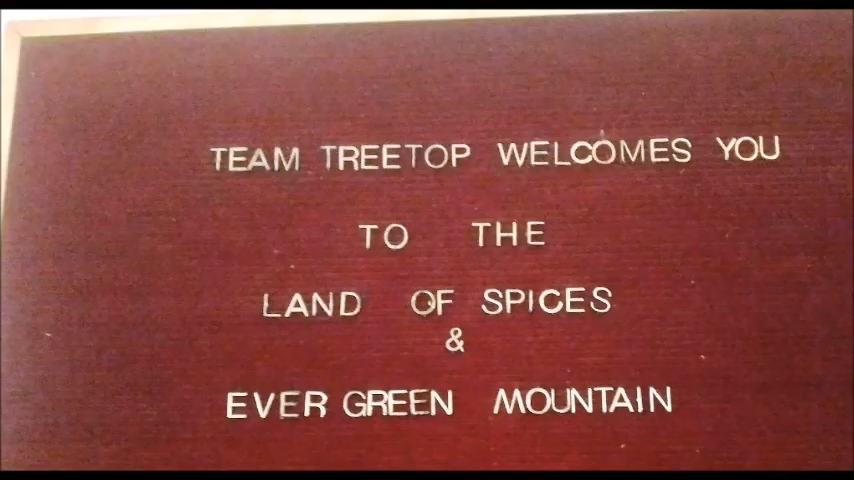 TEAM TREETOP WELCOMES YOU
TO THE
LAND OF SPICES
&
EVER GREEN MOUNTAIN